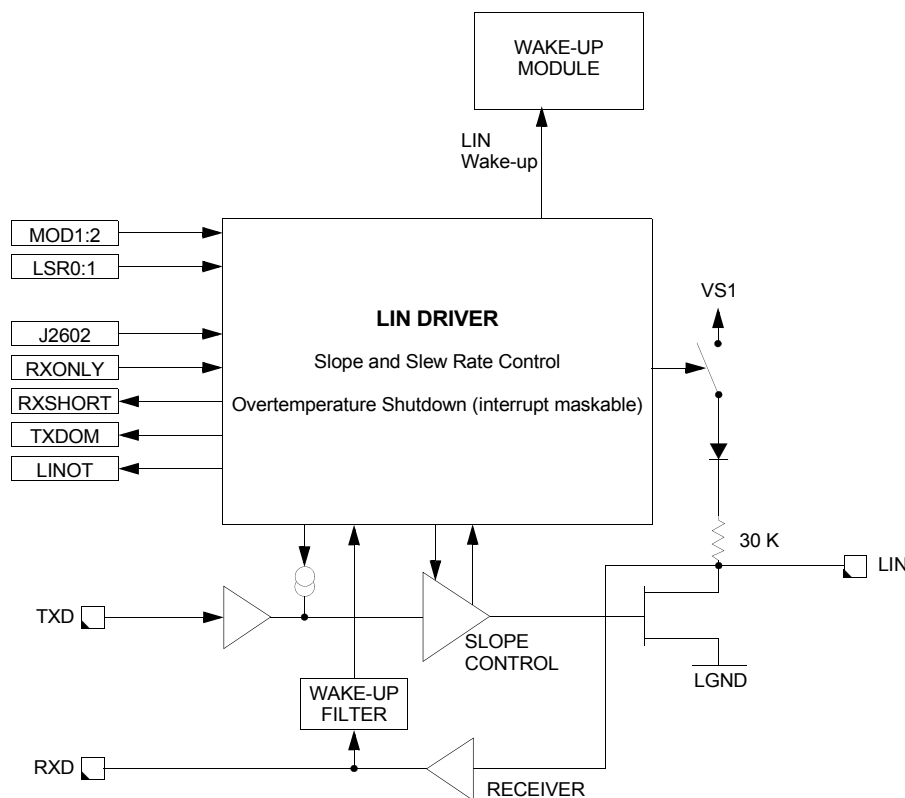 WAKE-UP
MODULE
LIN
Wake-up
MOD1:2
LSR0:1
J2602
RXONLY
RXSHORT
TXDOM
LINOT
LIN DRIVER
Slope and Slew Rate Control
Overtemperature Shutdown (interrupt maskable)
VS1
30 K
LIN
TXD
SLOPE
CONTROL
LGND
WAKE-UP
FILTER
RXD
RECEIVER